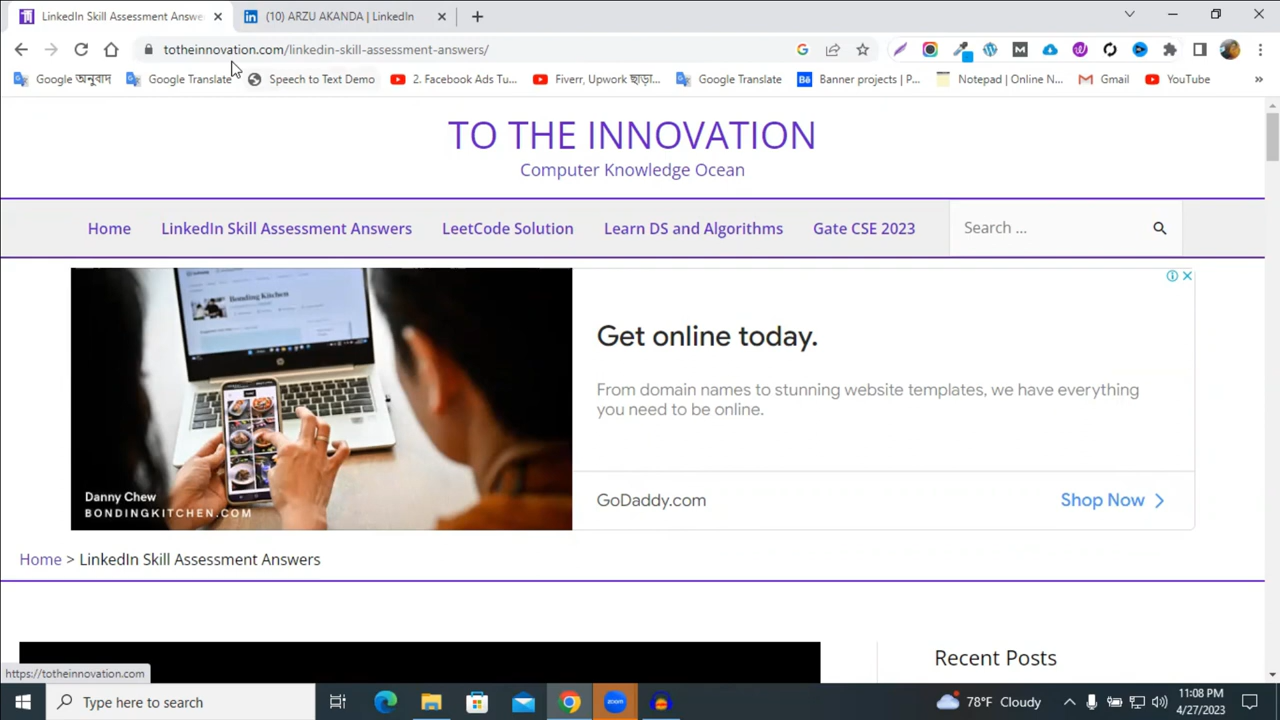 LinkedIn Skill Assessment Answe
(10) ARZU AKANDA | LinkedIn
totheinnovation.com/linkedin-skill-assessment-answers/
Google অনুবাদ
Google Translate
Speech to Text Demo
2. Facebook Ads Tu...
Fiverr, Upwork ছাড়া...
Google Translate
Banner projects | P...
Notepad | Online N...
Gmail
YouTube
TO THE INNOVATION
Computer Knowledge Ocean
Home
LinkedIn Skill Assessment Answers
LeetCode Solution
Learn DS and Algorithms
Gate CSE 2023
Search ...
Bonding Kitchen
Get online today.
From domain names to stunning website templates, we have everything
you need to be online.
Danny Chew
BONDINGKITCHEN.COM
GoDaddy.com
Shop Now
Home > LinkedIn Skill Assessment Answers
Recent Posts
https://totheinnovation.com
Type here to search
zoom
78°F Cloudy
11:08 PM
4/27/2023